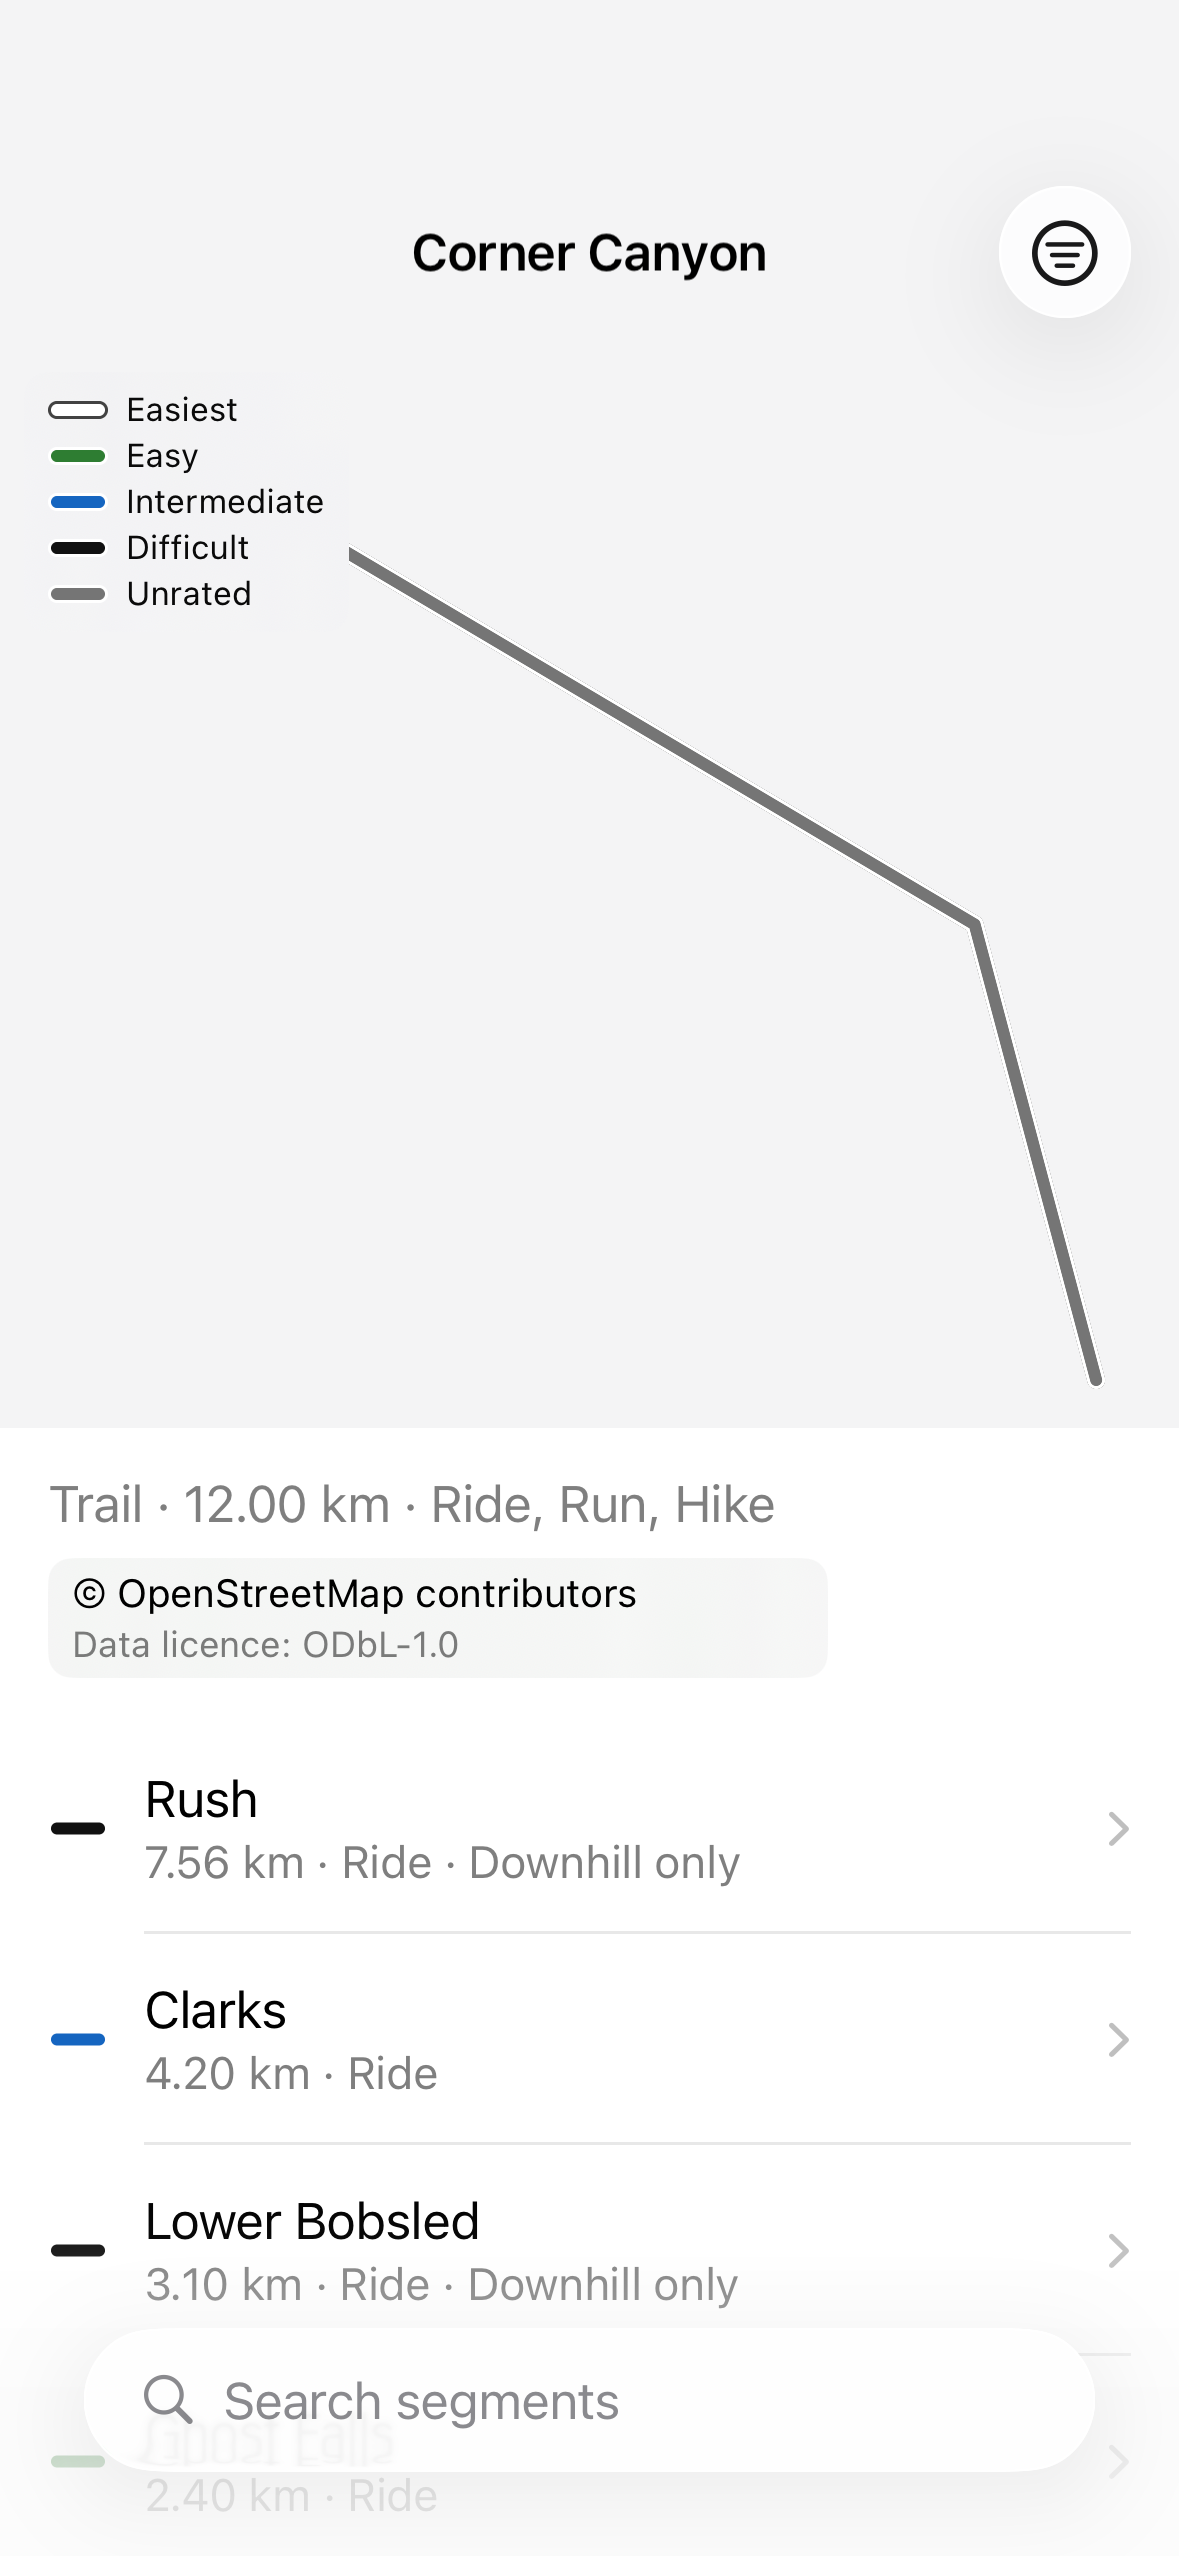 Corner Canyon
Easiest
Easy
Intermediate
Difficult
Unrated
Trail · 12.00 km · Ride, Run, Hike
© OpenStreetMap contributors
Data licence: ODbL-1.0
Rush
7.56 km · Ride · Downhill only
Clarks
4.20 km · Ride
Lower Bobsled
3.10 km · Ride · Downhill only
Search segments
Ghost Falls
2.40 km · Ride